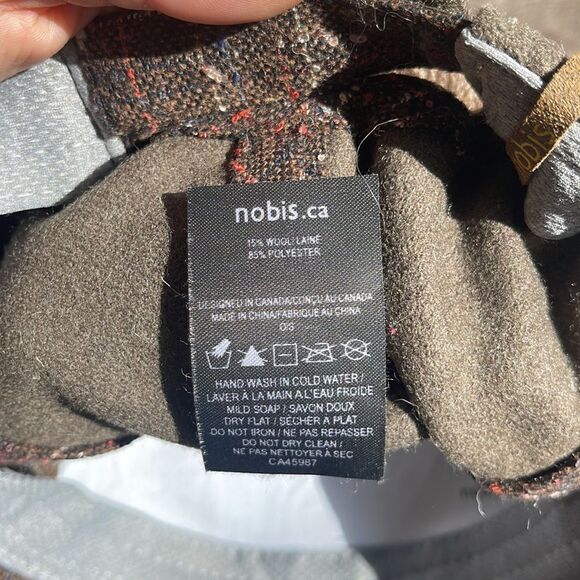 nobis.ca
15% WOOL/LAINE
85% POLYESTER
DESIGNED IN CANADA/CONÇU AU CANADA
MADE IN CHINA/FABRIQUE AU CHINA
O/S
HAND WASH IN COLD WATER /
LAVER À LA MAIN A L'EAU FROIDE
MILD SOAP / SAVON DOUX
DRY FLAT / SÉCHER À PLAT
DO NOT IRON / NE PAS REPASSER
DO NOT DRY CLEAN /
NE PAS NETTOYER À SEC
CA45987
nobis